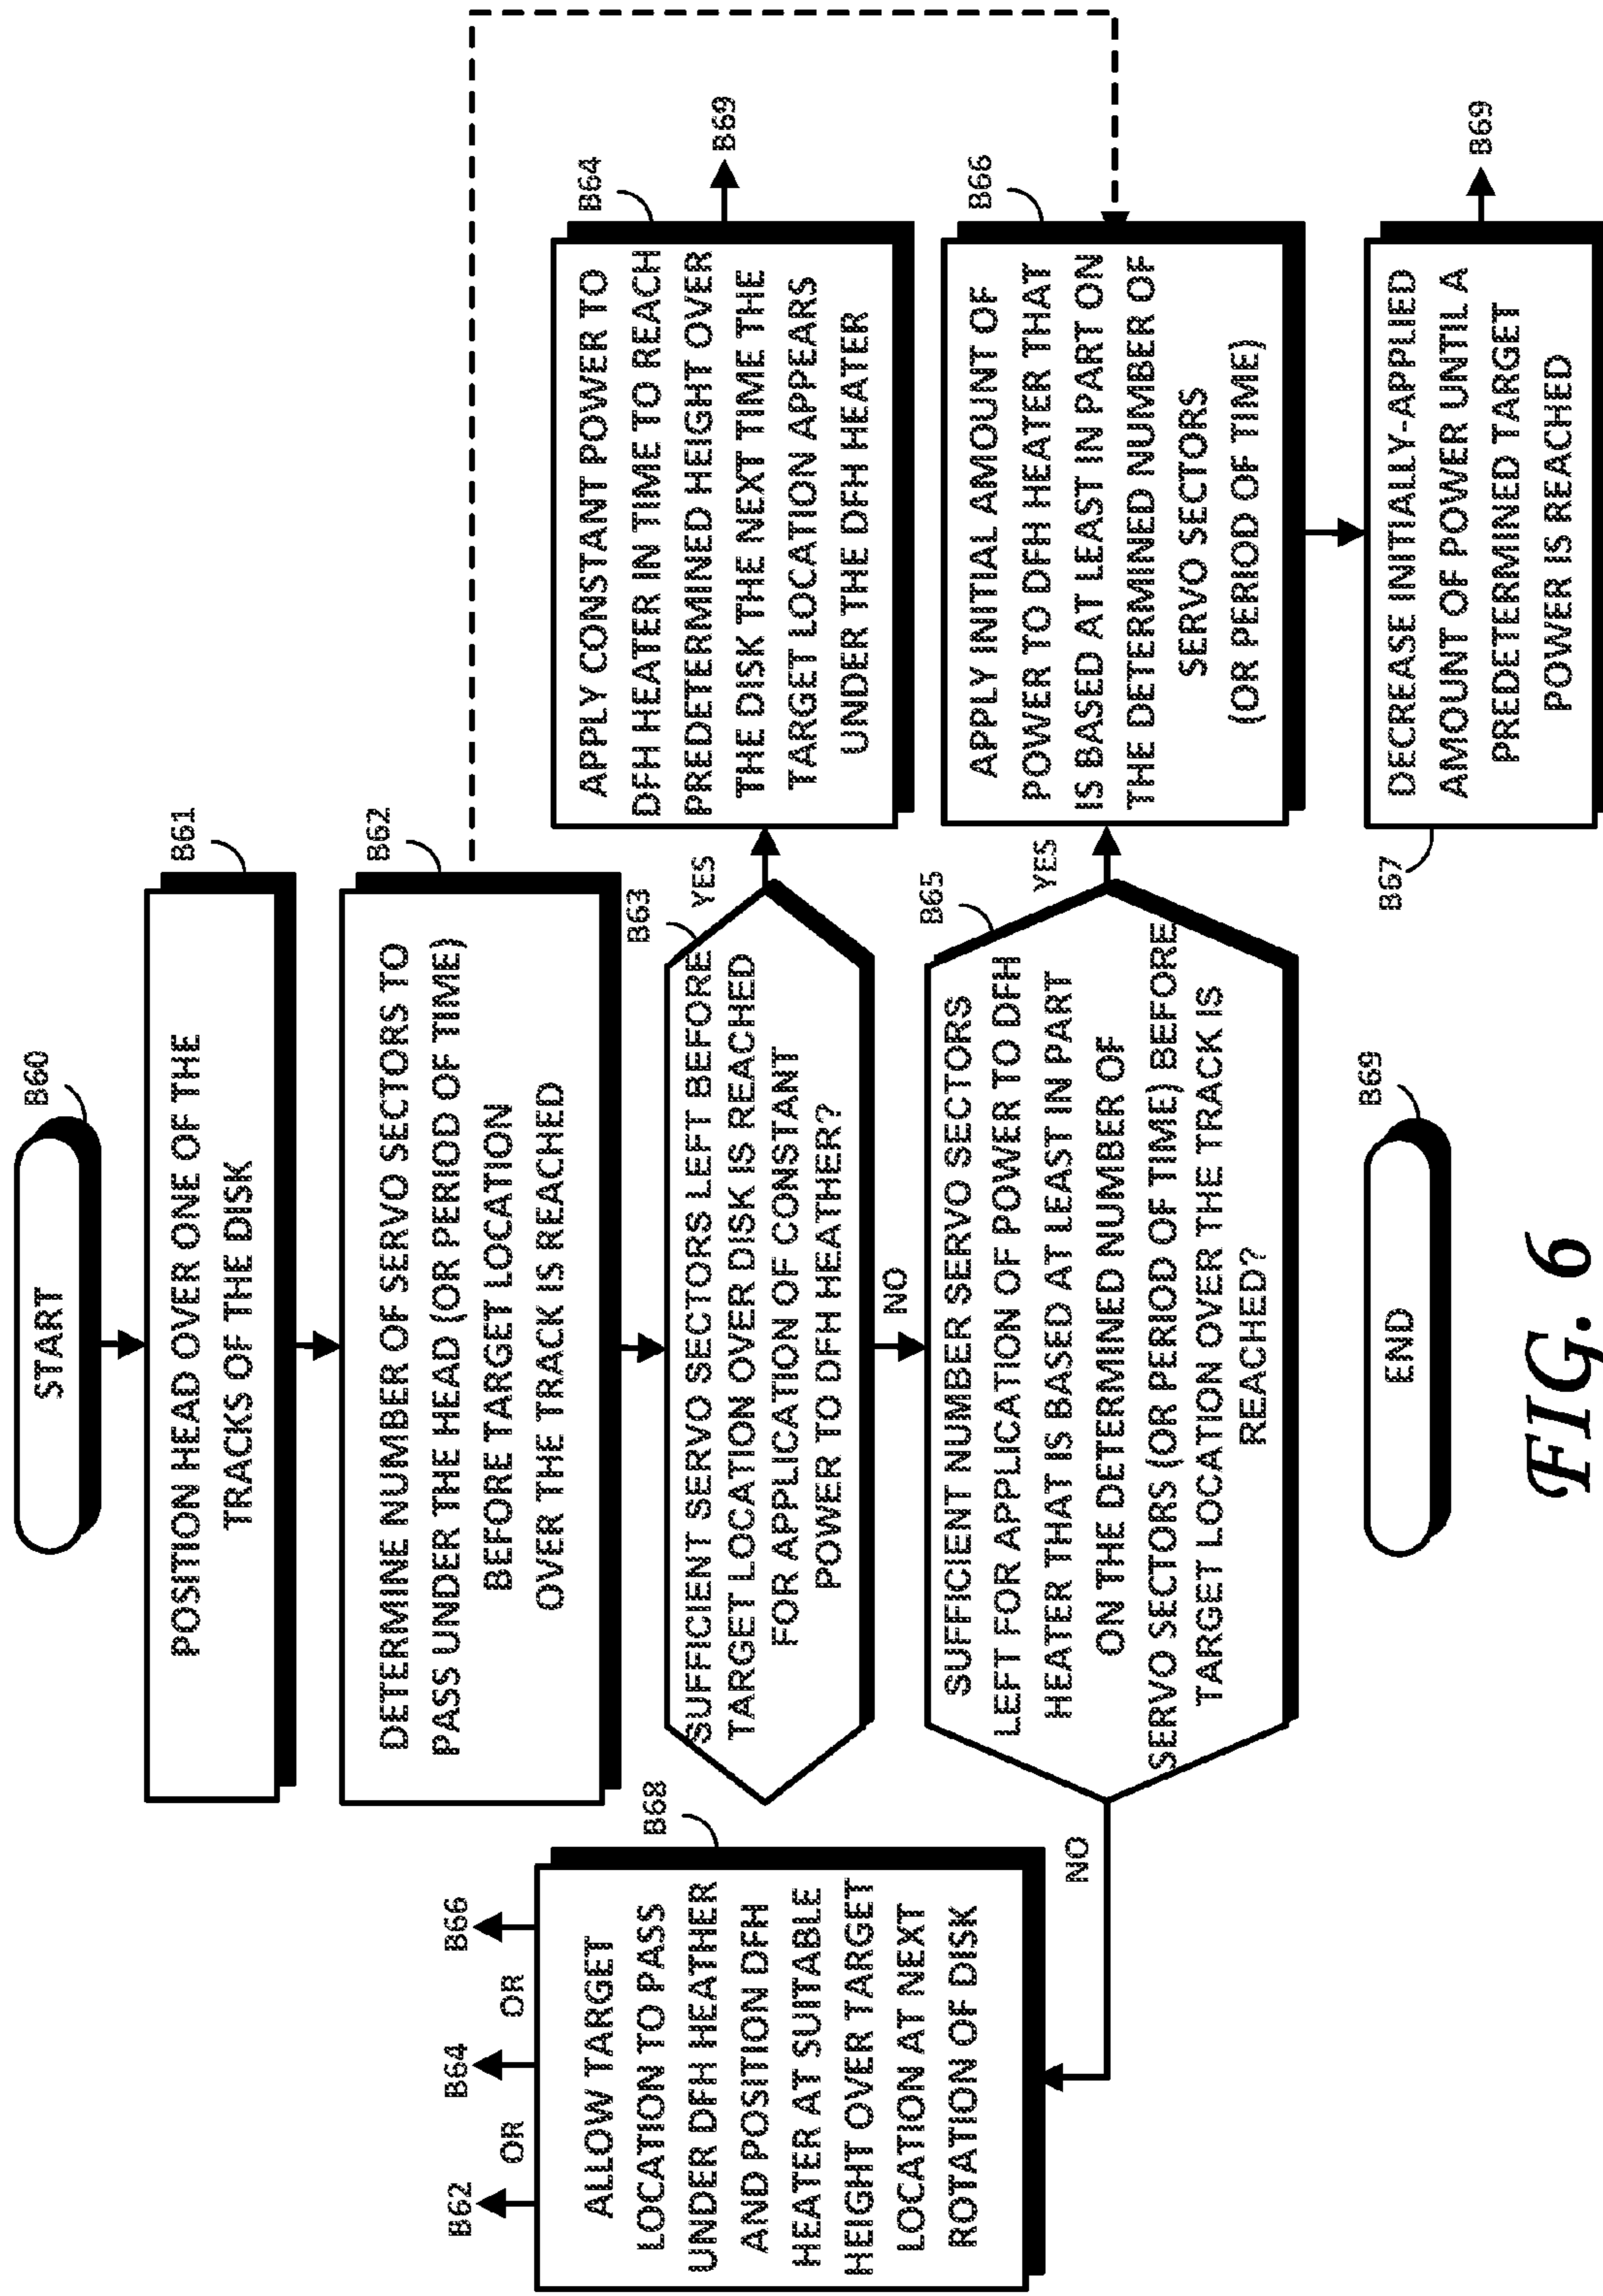 START
B60
POSITION HEAD OVER ONE OF THE
TRACKS OF THE DISK
B61
DETERMINE NUMBER OF SERVO SECTORS TO
PASS UNDER THE HEAD (OR PERIOD OF TIME)
BEFORE TARGET LOCATION
OVER THE TRACK IS REACHED
B62
SUFFICIENT SERVO SECTORS LEFT BEFORE
TARGET LOCATION OVER DISK IS REACHED
FOR APPLICATION OF CONSTANT
POWER TO DFH HEATHER?
B63
YES
NO
APPLY CONSTANT POWER TO
DFH HEATER IN TIME TO REACH
PREDETERMINED HEIGHT OVER
THE DISK THE NEXT TIME THE
TARGET LOCATION APPEARS
UNDER THE DFH HEATER
B64
B69
SUFFICIENT NUMBER SERVO SECTORS
LEFT FOR APPLICATION OF POWER TO DFH
HEATER THAT IS BASED AT LEAST IN PART
ON THE DETERMINED NUMBER OF
SERVO SECTORS (OR PERIOD OF TIME) BEFORE
TARGET LOCATION OVER THE TRACK IS
REACHED?
B65
YES
NO
APPLY INITIAL AMOUNT OF
POWER TO DFH HEATER THAT
IS BASED AT LEAST IN PART ON
THE DETERMINED NUMBER OF
SERVO SECTORS
(OR PERIOD OF TIME)
B66
DECREASE INITIALLY-APPLIED
AMOUNT OF POWER UNTIL A
PREDETERMINED TARGET
POWER IS REACHED
B67
B69
B62
OR
B64
OR
B66
ALLOW TARGET
LOCATION TO PASS
UNDER DFH HEATHER
AND POSITION DFH
HEATER AT SUITABLE
HEIGHT OVER TARGET
LOCATION AT NEXT
ROTATION OF DISK
B68
END
B69
FIG. 6